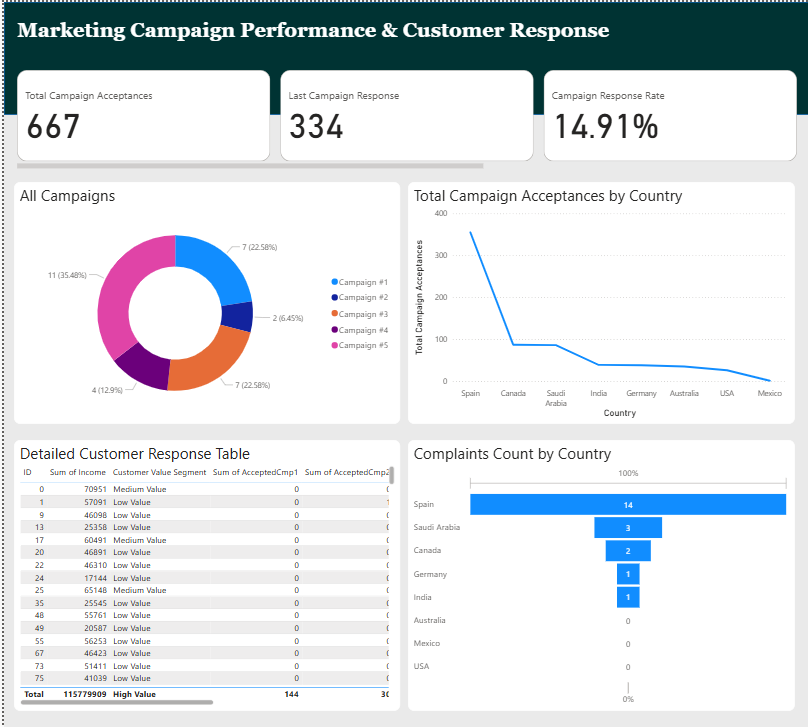 Marketing Campaign Performance & Customer Response
Total Campaign Acceptances
667
Last Campaign Response
334
Campaign Response Rate
14.91%
All Campaigns
7 (22.58%)
2 (6.45%)
7 (22.58%)
4 (12.9%)
11 (35.48%)
Campaign #1
Campaign #2
Campaign #3
Campaign #4
Campaign #5
Total Campaign Acceptances by Country
Total Campaign Acceptances
400
300
200
100
0
Spain
Canada
Saudi
Arabia
India
Germany
Australia
USA
Mexico
Country
Detailed Customer Response Table
ID Sum of Income Customer Value Segment Sum of AcceptedCmp1 Sum of AcceptedCmp2
0 70951 Medium Value 0
1 57091 Low Value 0
9 46098 Low Value 0
13 25358 Low Value 0
17 60491 Medium Value 0
20 46891 Low Value 0
22 46310 Low Value 0
24 17144 Low Value 0
25 65148 Medium Value 0
35 25545 Low Value 0
48 55761 Low Value 0
49 20587 Low Value 0
55 56253 Low Value 0
67 46423 Low Value 0
73 51411 Low Value 0
75 41039 Low Value 0
Total 115779909 High Value 144 30
Complaints Count by Country
100%
Spain 14
Saudi Arabia 3
Canada 2
Germany 1
India 1
Australia 0
Mexico 0
USA 0
0%